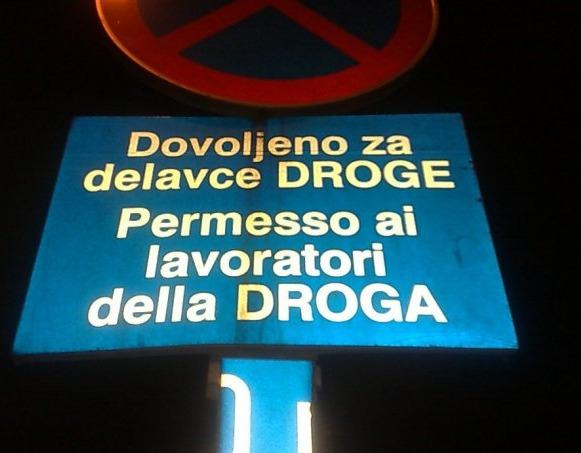 Dovoljeno za
delavce DROGE
Permesso ai
lavoratori
della DROGA